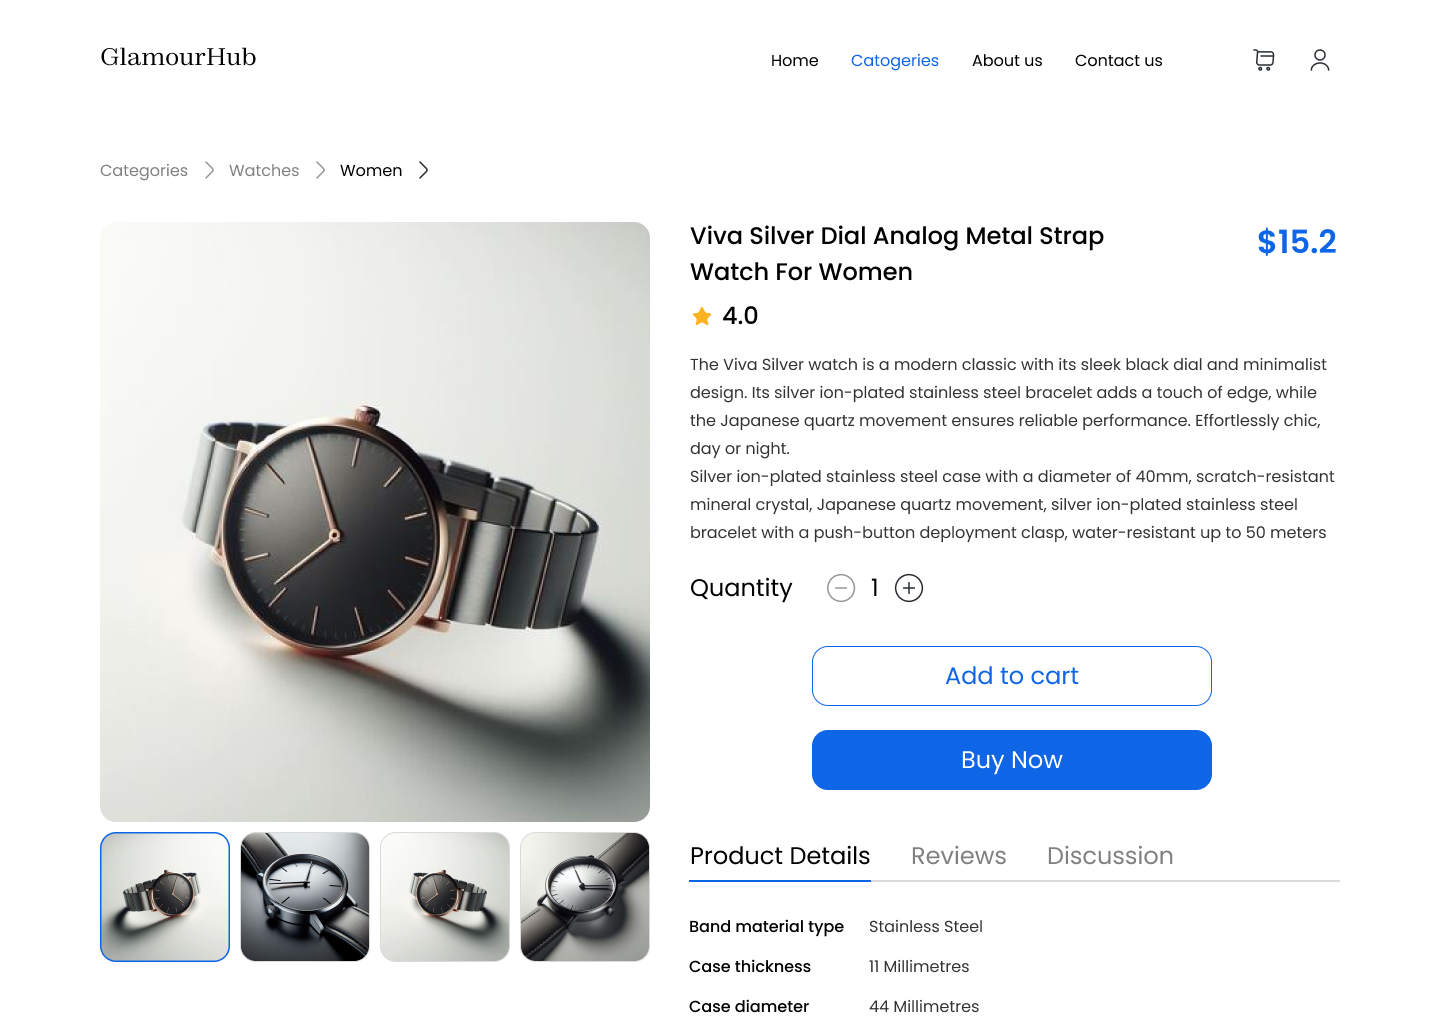 GlamourHub
Home Catogeries About us Contact us
Categories Watches Women
Viva Silver Dial Analog Metal Strap
Watch For Women
$15.2
4.0
The Viva Silver watch is a modern classic with its sleek black dial and minimalist
design. Its silver ion-plated stainless steel bracelet adds a touch of edge, while
the Japanese quartz movement ensures reliable performance. Effortlessly chic,
day or night.
Silver ion-plated stainless steel case with a diameter of 40mm, scratch-resistant
mineral crystal, Japanese quartz movement, silver ion-plated stainless steel
bracelet with a push-button deployment clasp, water-resistant up to 50 meters
Quantity 1
Add to cart
Buy Now
Product Details Reviews Discussion
Band material type Stainless Steel
Case thickness 11 Millimetres
Case diameter 44 Millimetres